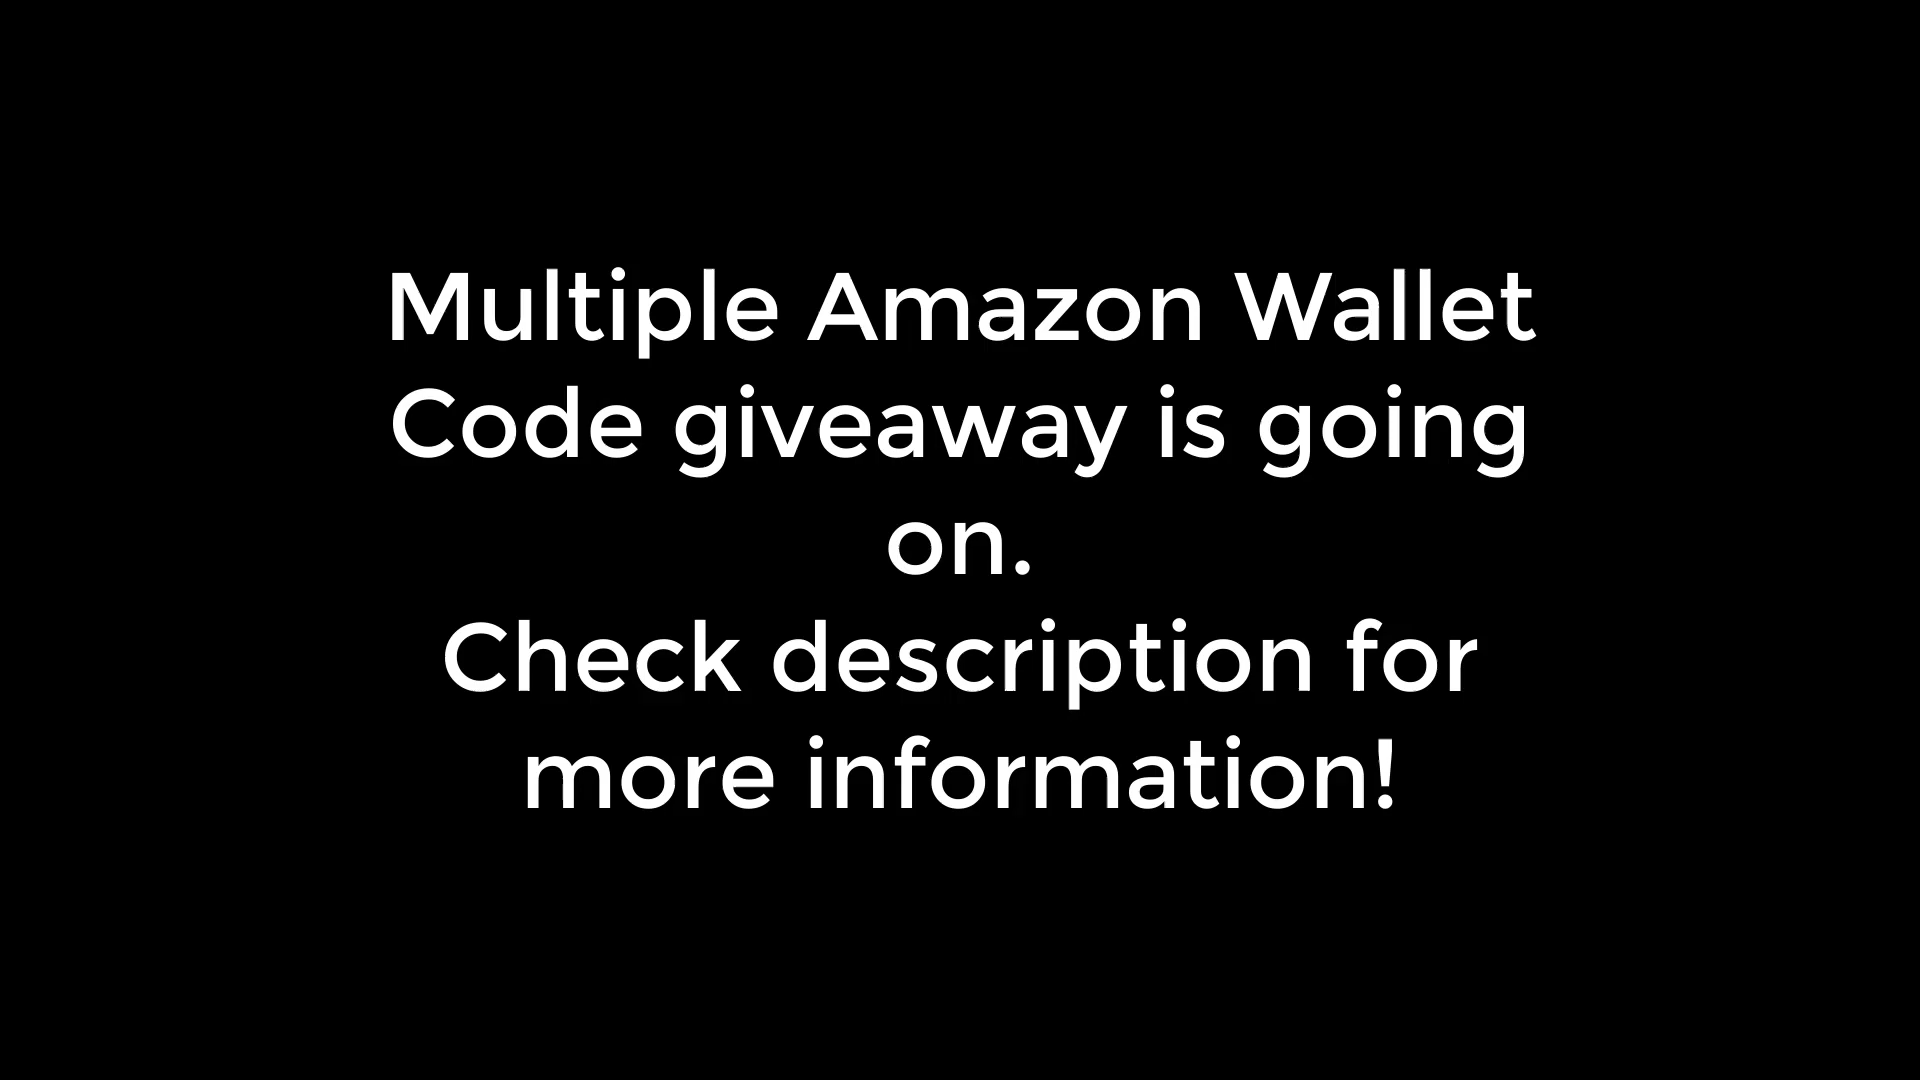 Multiple Amazon Wallet
Code giveaway is going
on.
Check description for
more information!